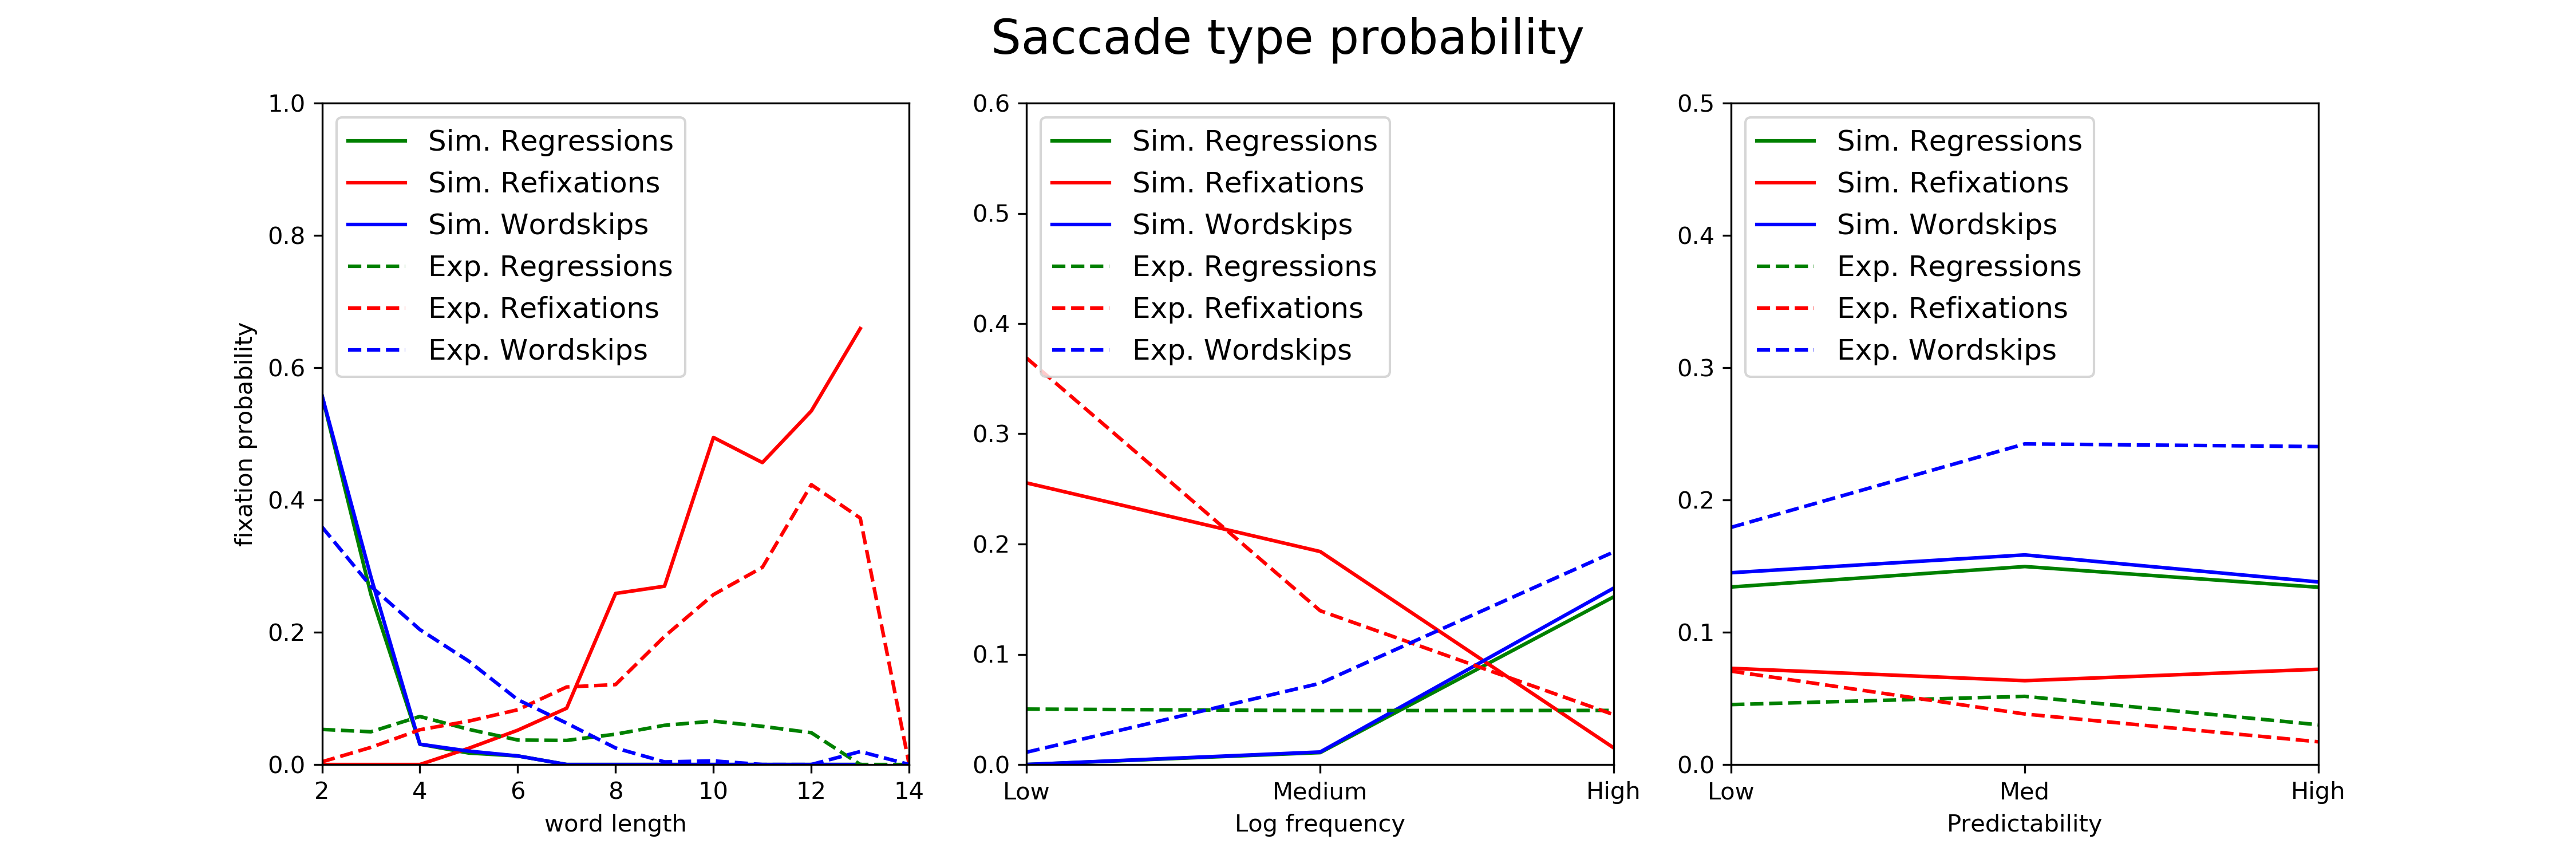 Saccade type probability
1.0
0.8
0.6
0.4
0.2
0.0
fixation probability
Sim. Regressions
Sim. Refixations
Sim. Wordskips
Exp. Regressions
Exp. Refixations
Exp. Wordskips
2 4 6 8 10 12 14
word length
0.6
0.5
0.4
0.3
0.2
0.1
0.0
Sim. Regressions
Sim. Refixations
Sim. Wordskips
Exp. Regressions
Exp. Refixations
Exp. Wordskips
Low Medium High
Log frequency
0.5
0.4
0.3
0.2
0.1
0.0
Sim. Regressions
Sim. Refixations
Sim. Wordskips
Exp. Regressions
Exp. Refixations
Exp. Wordskips
Low Med High
Predictability